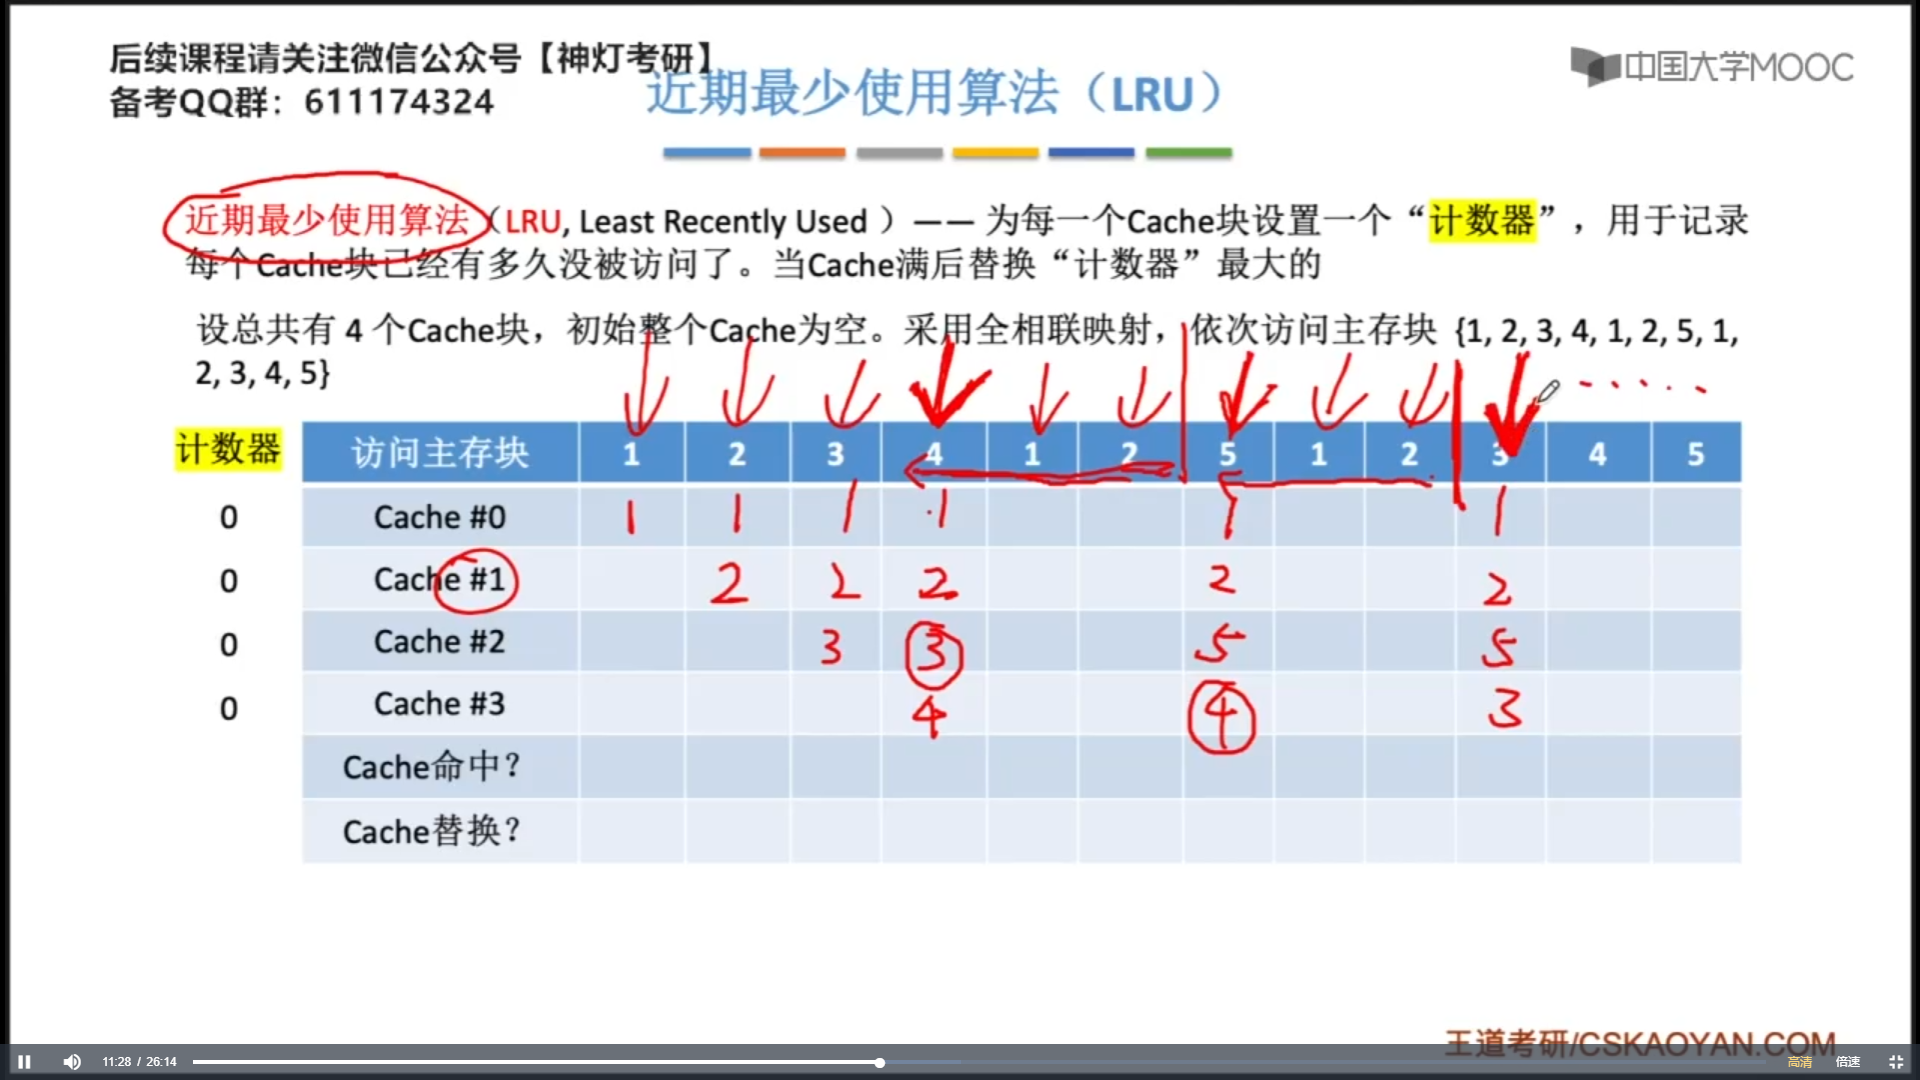 后续课程请关注微信公众号【神灯考研】
备考QQ群：611174324
中国大学MOOC
近期最少使用算法（LRU）
近期最少使用算法（LRU, Least Recently Used ）—— 为每一个Cache块设置一个“计数器”，用于记录
每个Cache块已经有多久没被访问了。当Cache满后替换“计数器”最大的
设总共有 4 个Cache块，初始整个Cache为空。采用全相联映射，依次访问主存块 {1, 2, 3, 4, 1, 2, 5, 1,
2, 3, 4, 5}
计数器 访问主存块 1 2 3 4 1 2 5 1 2 3 4 5
0 Cache #0 1 1 1 1 1 1
0 Cache #1 2 2 2 2 2
0 Cache #2 3 3 5 5
0 Cache #3 4 4 3
Cache命中？
Cache替换？
王道考研/CSKAOYAN.COM
11:28 / 26:14 高清 倍速